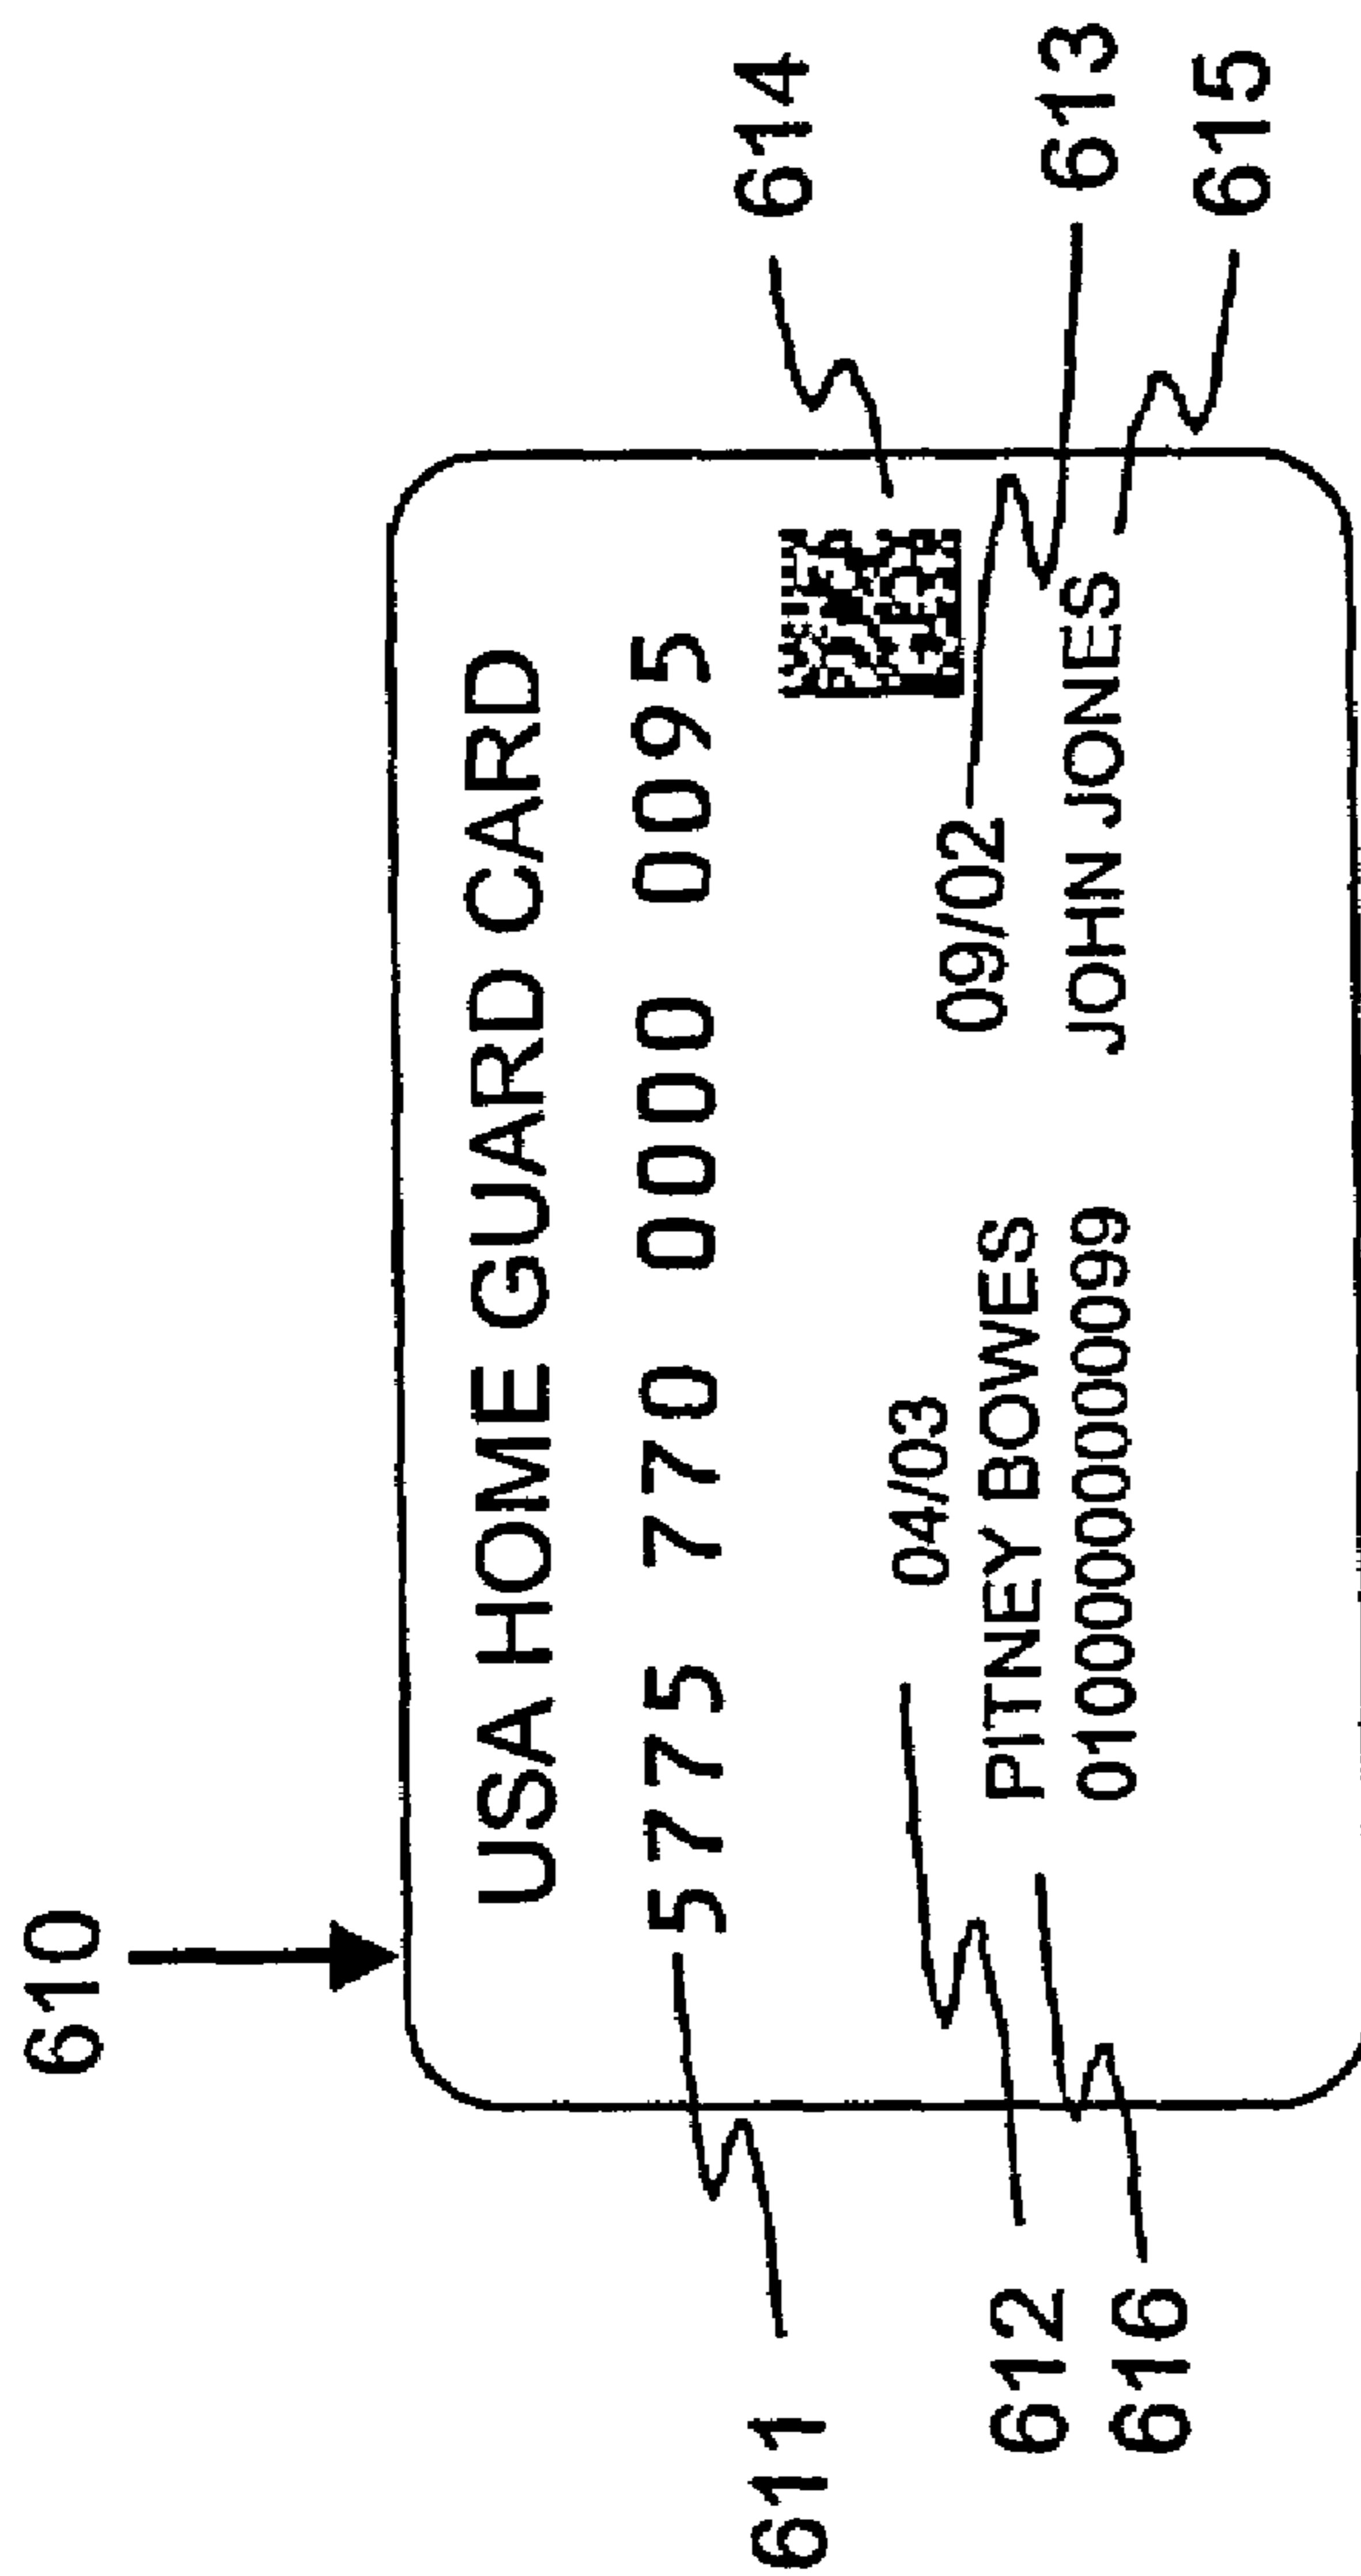 610
USA HOME GUARD CARD
5775 770 0000 0095
611
614
04/03
09/02
PITNEY BOWES
0100000000099
JOHN JONES
612
613
616
615